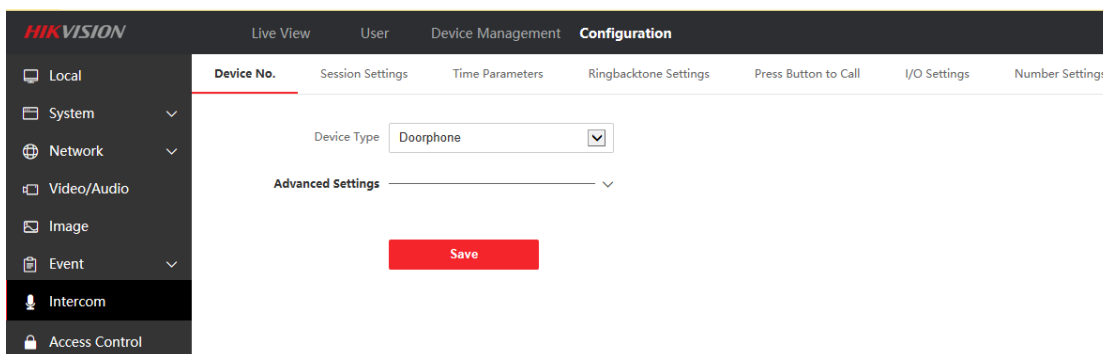 HIKVISION
Live View User Device Management Configuration
Local
System
Network
Video/Audio
Image
Event
Intercom
Access Control
Device No. Session Settings Time Parameters Ringbacktone Settings Press Button to Call I/O Settings Number Settings
Device Type Doorphone
Advanced Settings
Save